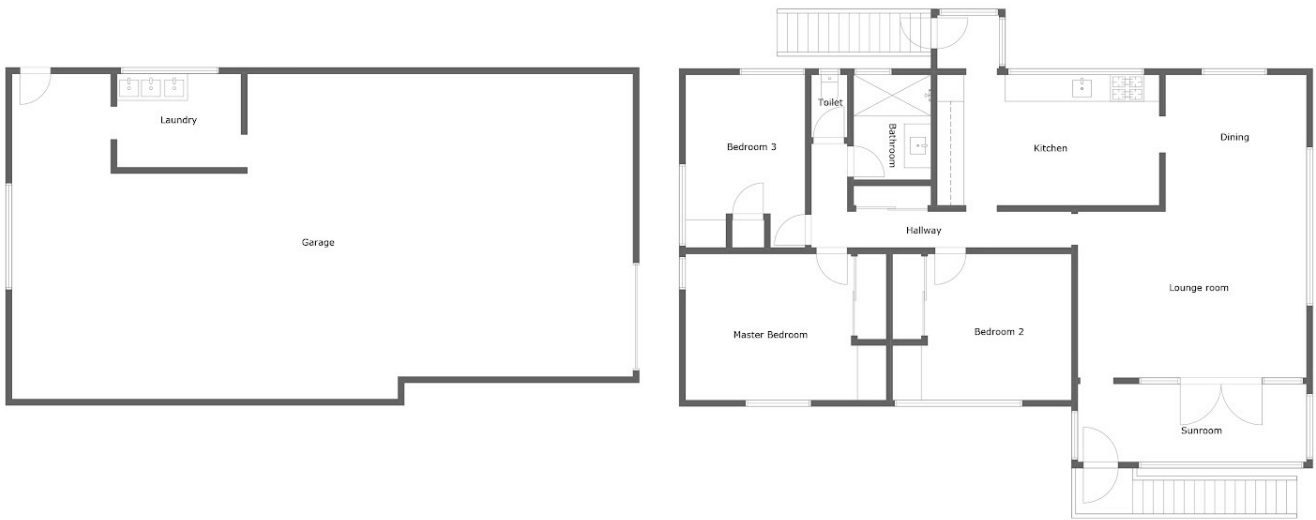 Laundry
Garage
Toilet
Bathroom
Bedroom 3
Kitchen
Dining
Hallway
Master Bedroom
Bedroom 2
Lounge room
Sunroom